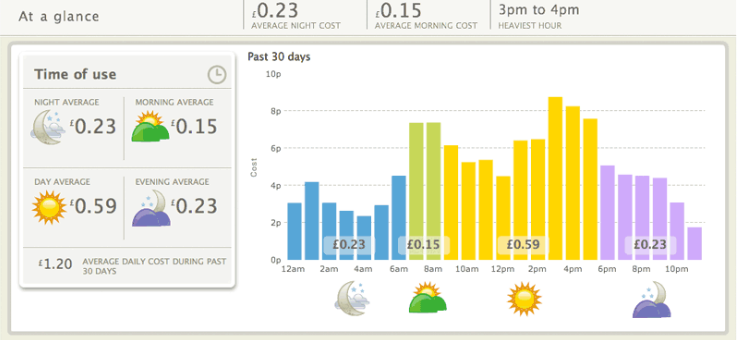 At a glance
£0.23
AVERAGE NIGHT COST
£0.15
AVERAGE MORNING COST
3pm to 4pm
HEAVIEST HOUR
Time of use
NIGHT AVERAGE
£0.23
MORNING AVERAGE
£0.15
DAY AVERAGE
£0.59
EVENING AVERAGE
£0.23
£1.20
AVERAGE DAILY COST DURING PAST
30 DAYS
Past 30 days
10p
8p
6p
4p
2p
0p
Cost
£0.23
£0.15
£0.59
£0.23
12am 2am 4am 6am 8am 10am 12pm 2pm 4pm 6pm 8pm 10pm